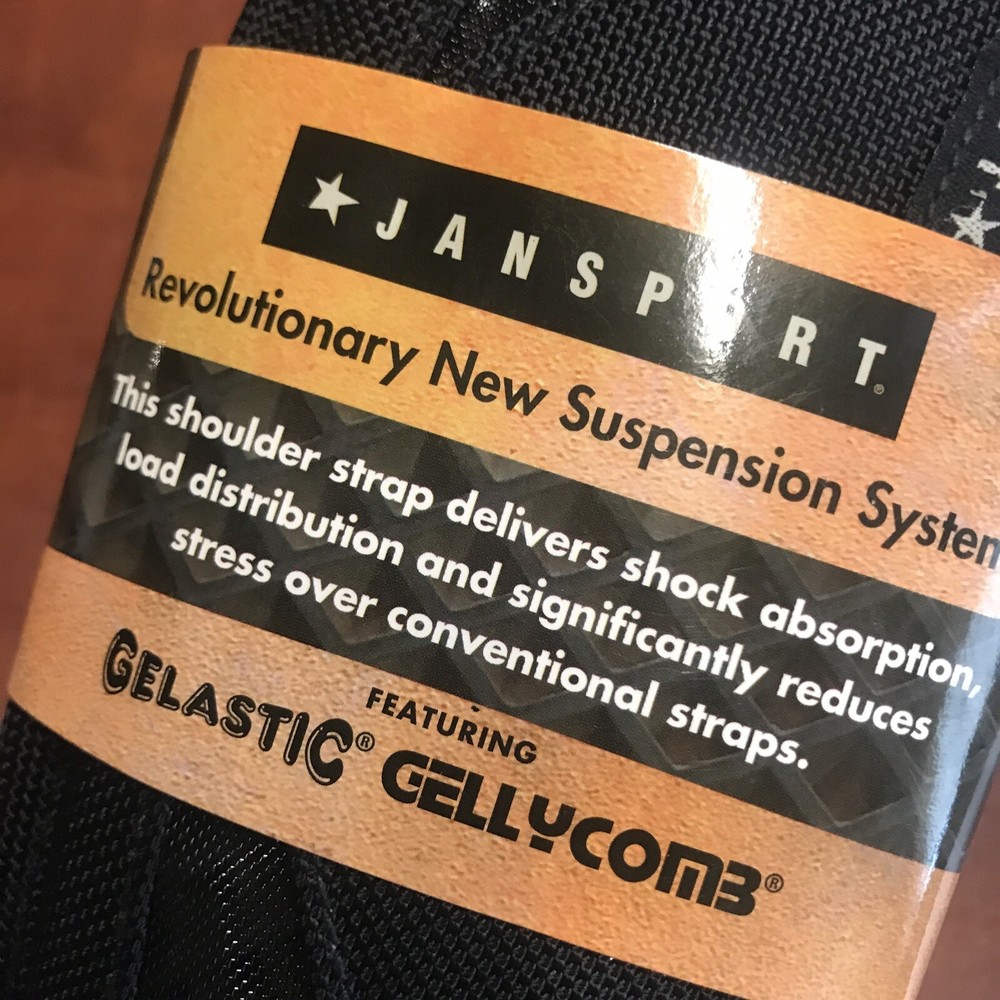 JANSPORT®
Revolutionary New Suspension System
This shoulder strap delivers shock absorption,
load distribution and significantly reduces
stress over conventional straps.
FEATURING
GELASTIC® GELLYCOMB®